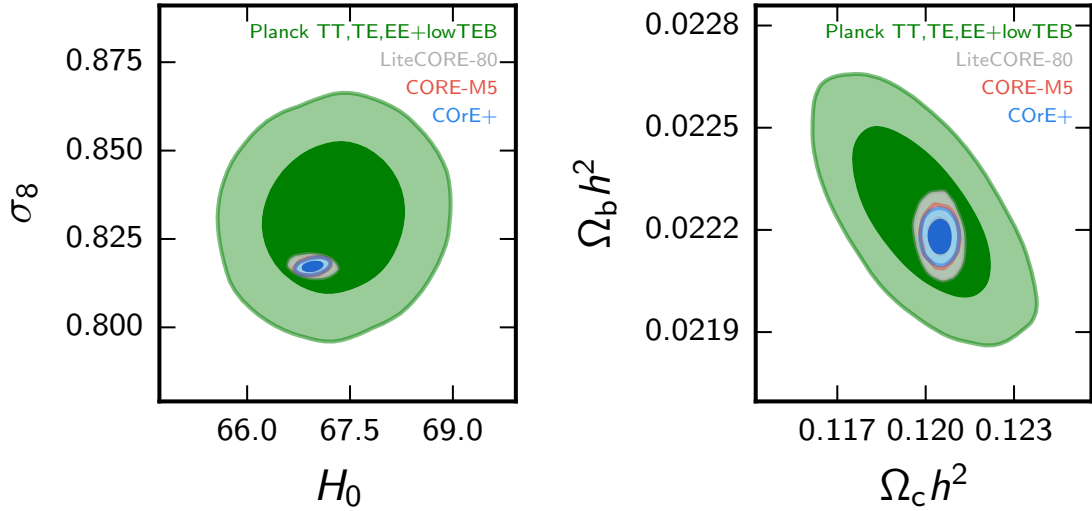 Planck TT,TE,EE+lowTEB
LiteCORE-80
CORE-M5
COrE+
0.875
0.850
0.825
0.800
σ8
66.0 67.5 69.0
H0
Planck TT,TE,EE+lowTEB
LiteCORE-80
CORE-M5
COrE+
0.0228
0.0225
0.0222
0.0219
Ωbh²
0.117 0.120 0.123
Ωch²